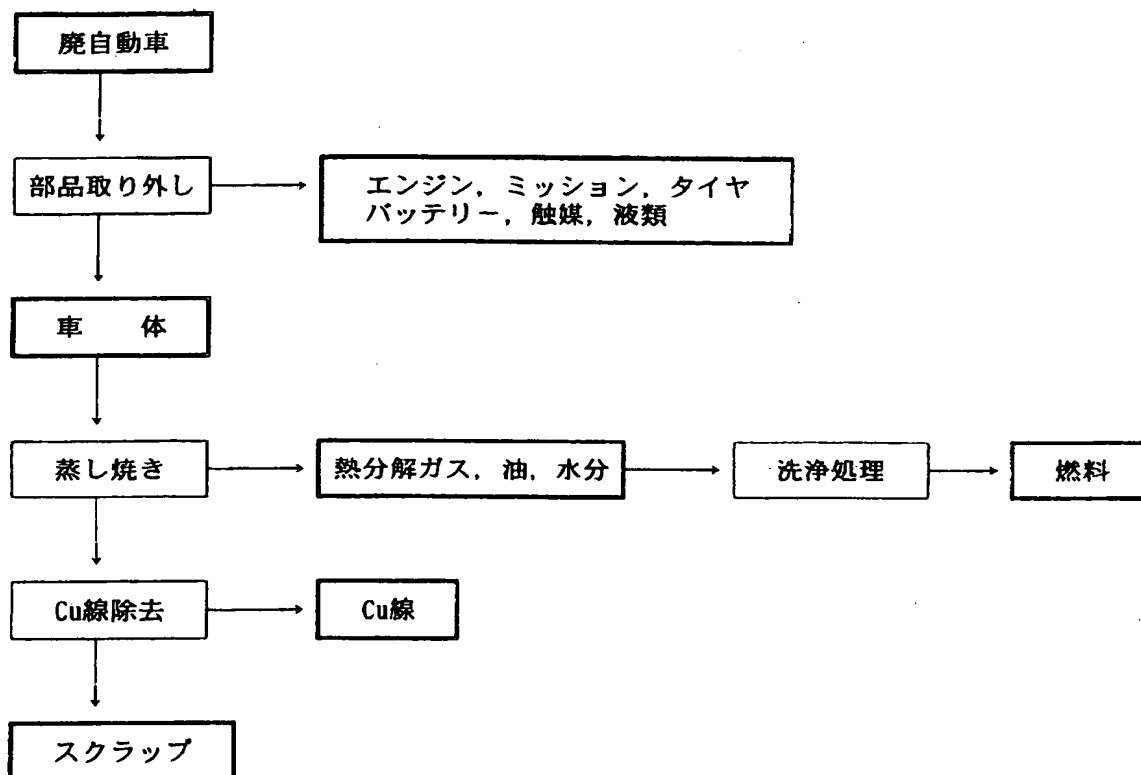 廃自動車
部品取り外し
エンジン，ミッション，タイヤ
バッテリー，触媒，液類
車　体
蒸し焼き
熱分解ガス，油，水分
洗浄処理
燃料
Cu線除去
Cu線
スクラップ